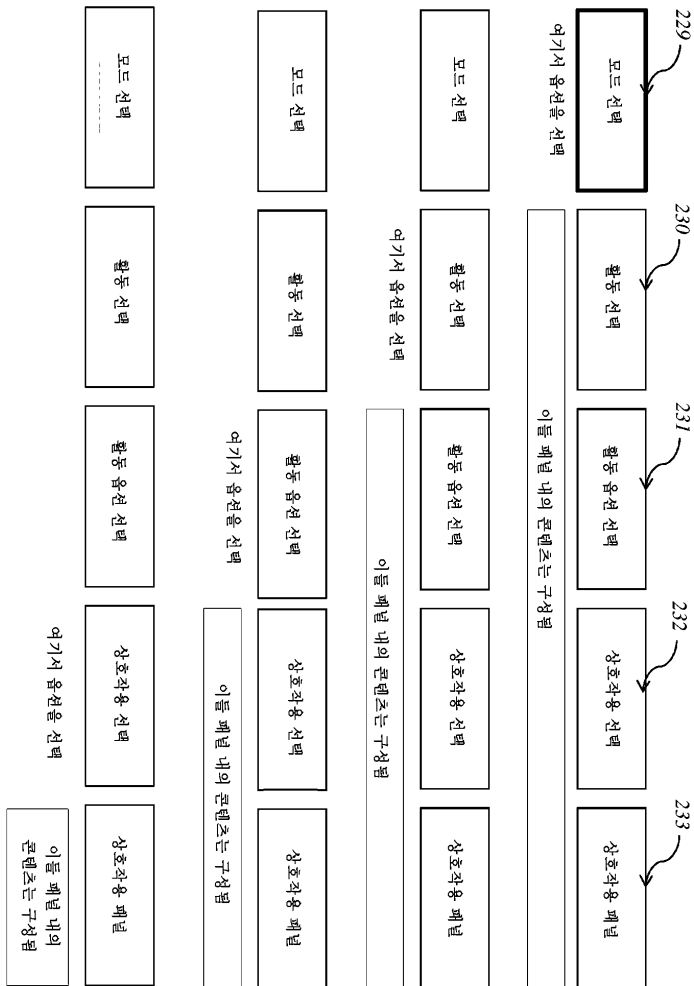 229
230
231
232
233
모드 선택
활동 선택
활동 옵션 선택
상호작용 선택
상호작용 패널
여기서 옵션을 선택
이들 패널 내의 콘텐츠는 구성됨
모드 선택
활동 선택
활동 옵션 선택
상호작용 선택
상호작용 패널
여기서 옵션을 선택
이들 패널 내의 콘텐츠는 구성됨
모드 선택
활동 선택
활동 옵션 선택
상호작용 선택
상호작용 패널
여기서 옵션을 선택
이들 패널 내의 콘텐츠는 구성됨
모드 선택
활동 선택
활동 옵션 선택
상호작용 선택
상호작용 패널
여기서 옵션을 선택
이들 패널 내의
콘텐츠는 구성됨